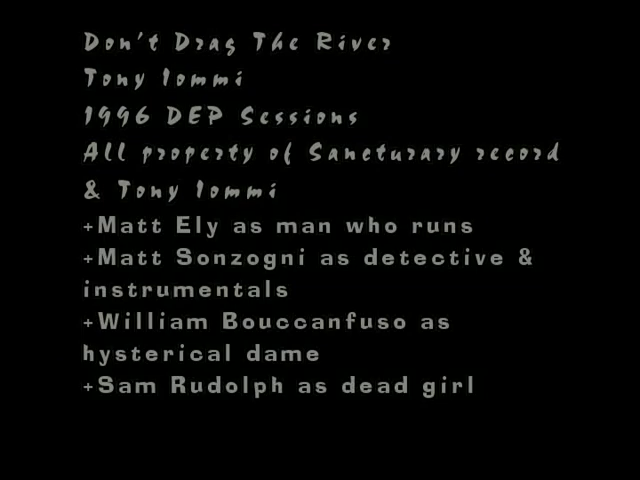 Don't Drag The River
Tony Iommi
1996 DEP Sessions
All property of Sancturary record
& Tony Iommi
+Matt Ely as man who runs
+Matt Sonzogni as detective &
instrumentals
+William Bouccanfuso as
hysterical dame
+Sam Rudolph as dead girl